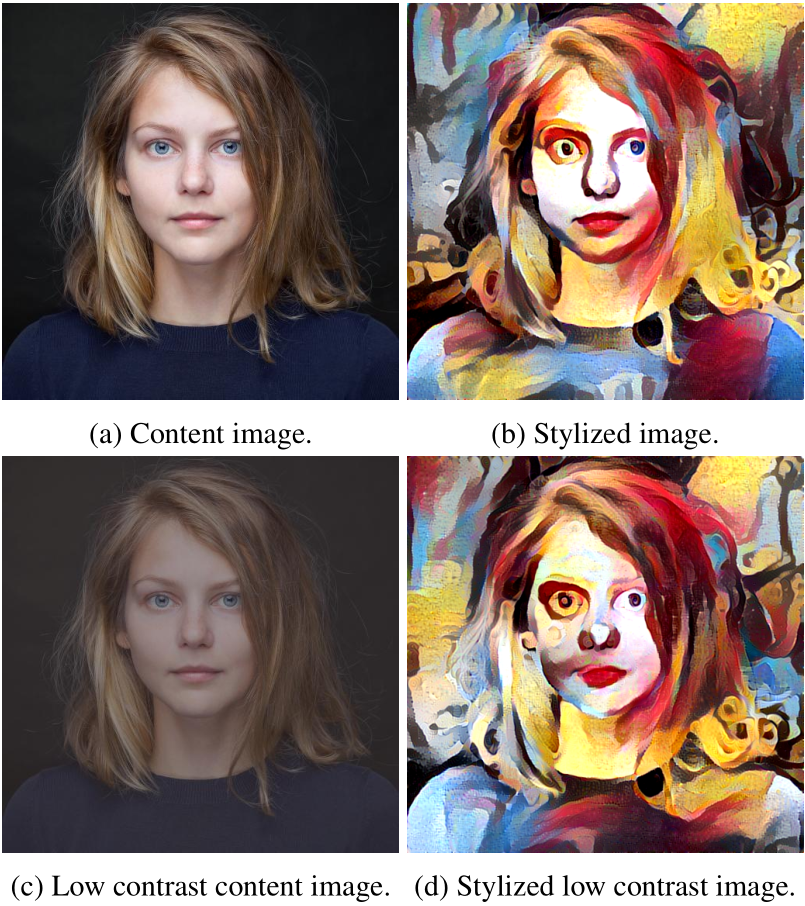 (a) Content image.
(b) Stylized image.
(c) Low contrast content image.
(d) Stylized low contrast image.